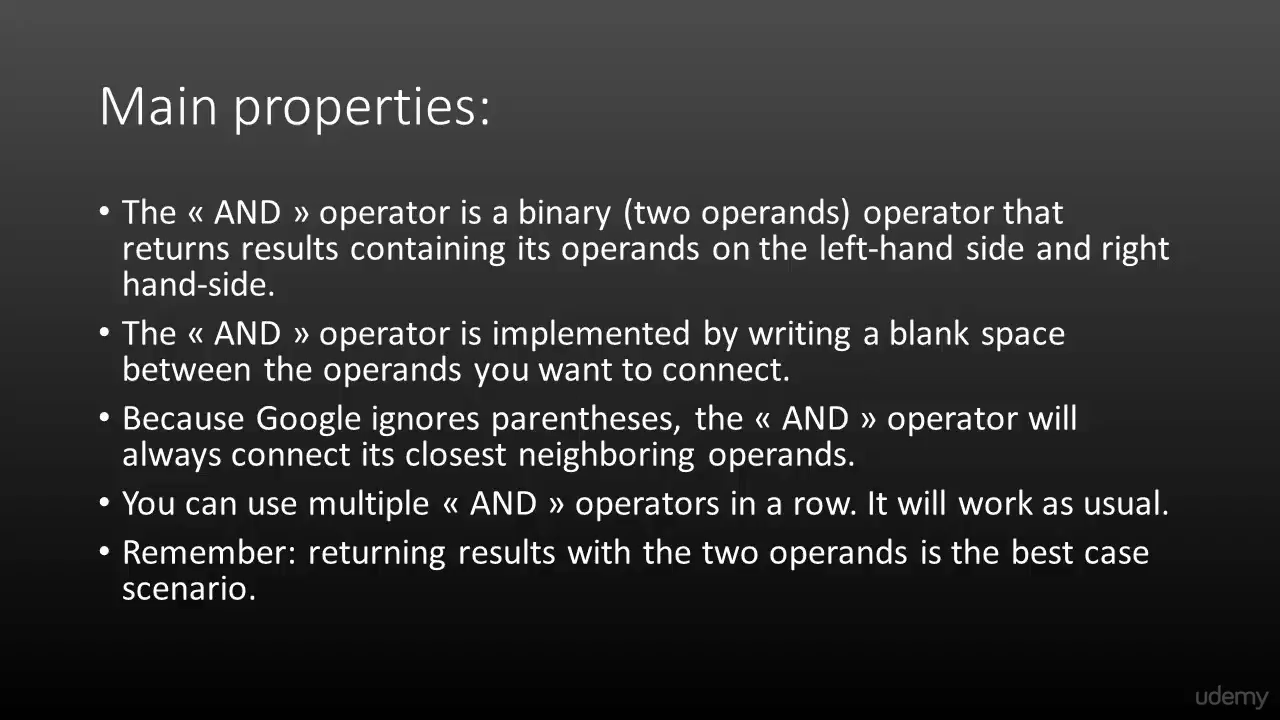 Main properties:
• The « AND » operator is a binary (two operands) operator that
returns results containing its operands on the left-hand side and right
hand-side.
• The « AND » operator is implemented by writing a blank space
between the operands you want to connect.
• Because Google ignores parentheses, the « AND » operator will
always connect its closest neighboring operands.
• You can use multiple « AND » operators in a row. It will work as usual.
• Remember: returning results with the two operands is the best case
scenario.
udemy